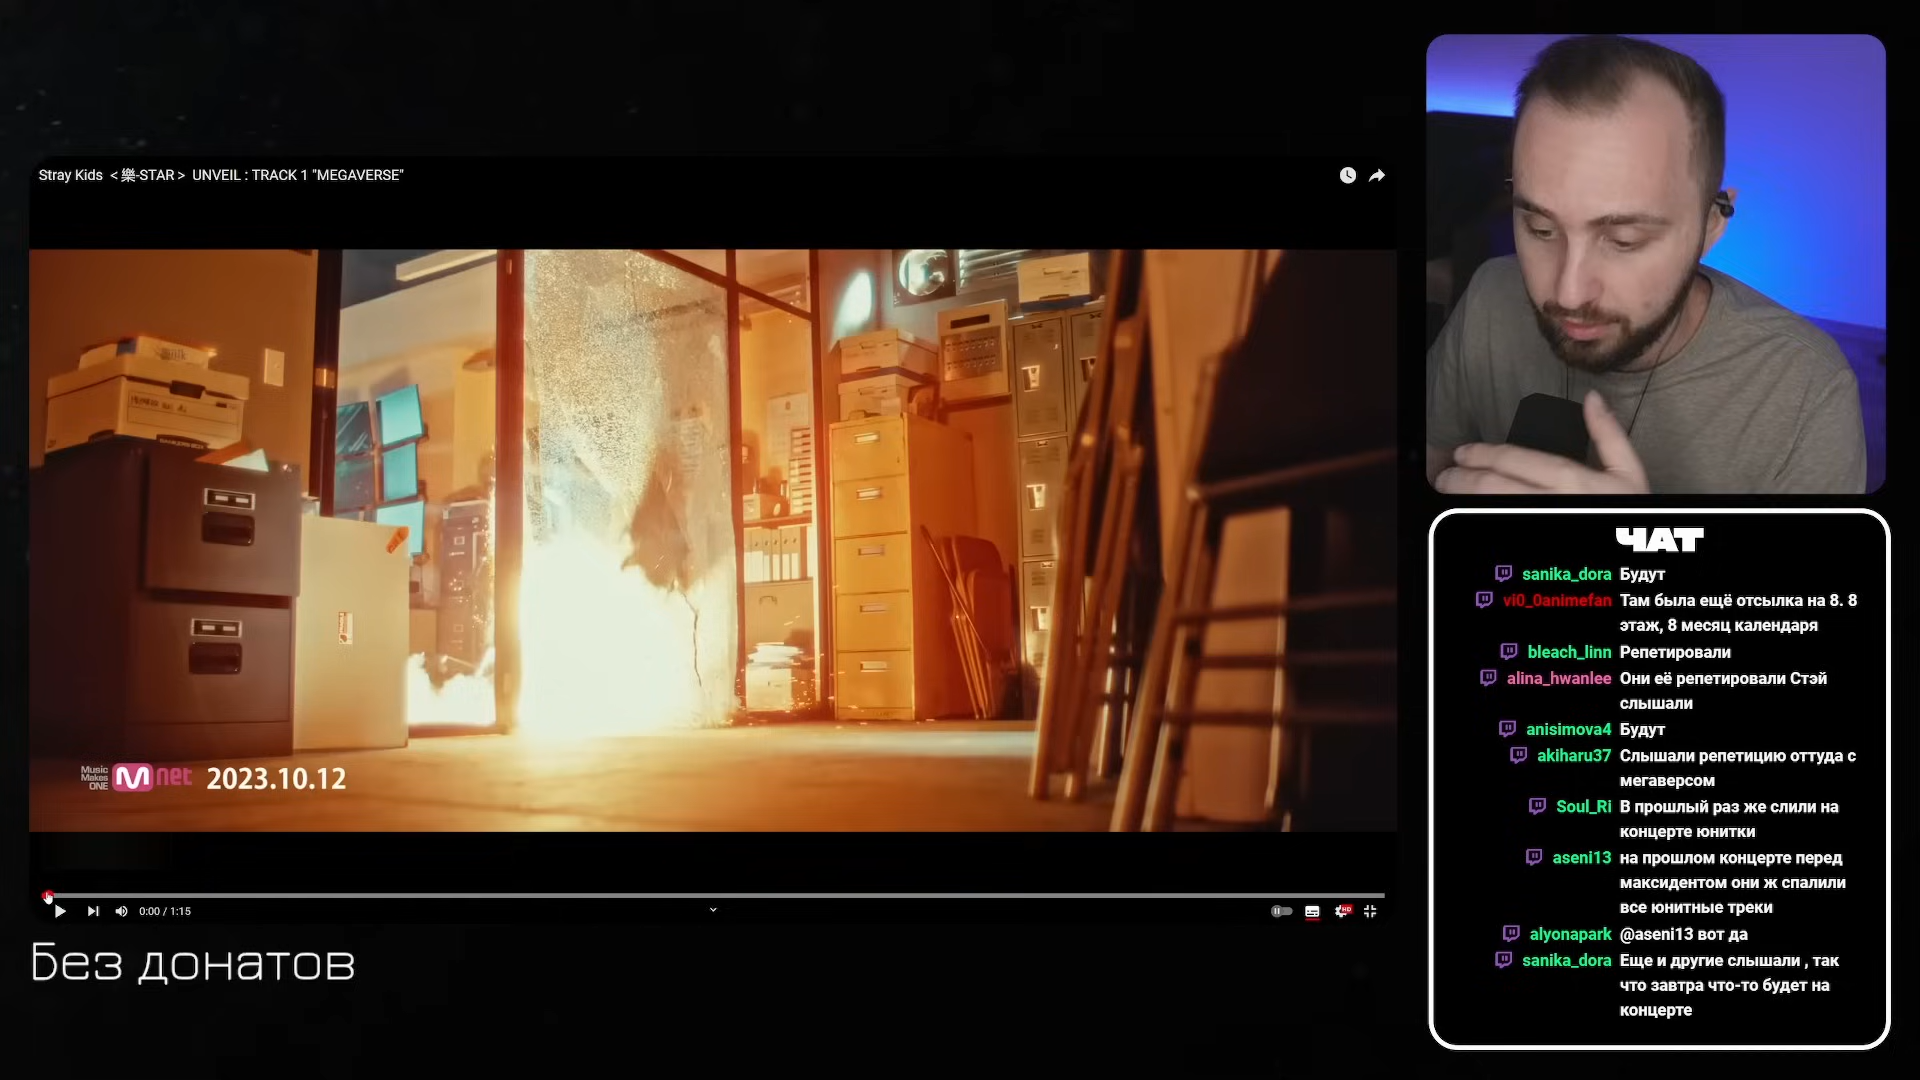 Stray Kids <樂-STAR> UNVEIL : TRACK 1 "MEGAVERSE"
Music
Makes
ONE
Mnet 2023.10.12
0:00 / 1:15
HD
Без донатов
ЧАТ
sanika_dora Будут
vi0_0animefan Там была ещё отсылка на 8. 8
этаж, 8 месяц календаря
bleach_linn Репетировали
alina_hwanlee Они её репетировали Стэй
слышали
anisimova4 Будут
akiharu37 Слышали репетицию оттуда с
мегаверсом
Soul_Ri В прошлый раз же слили на
концерте юнитки
aseni13 на прошлом концерте перед
максидентом они ж спалили
все юнитные треки
alyonapark @aseni13 вот да
sanika_dora Еще и другие слышали , так
что завтра что-то будет на
концерте